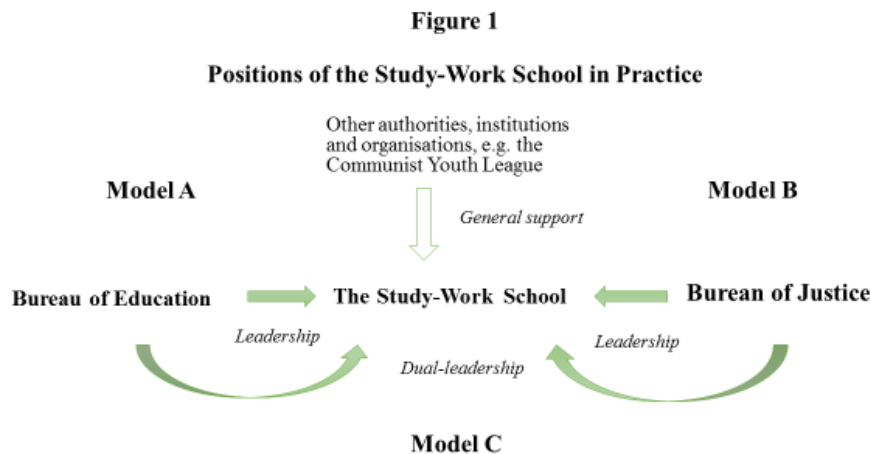 Figure 1
Positions of the Study-Work School in Practice
Other authorities, institutions
and organisations, e.g. the
Communist Youth League
Model A
Model B
General support
Bureau of Education
The Study-Work School
Burean of Justice
Leadership
Leadership
Dual-leadership
Model C